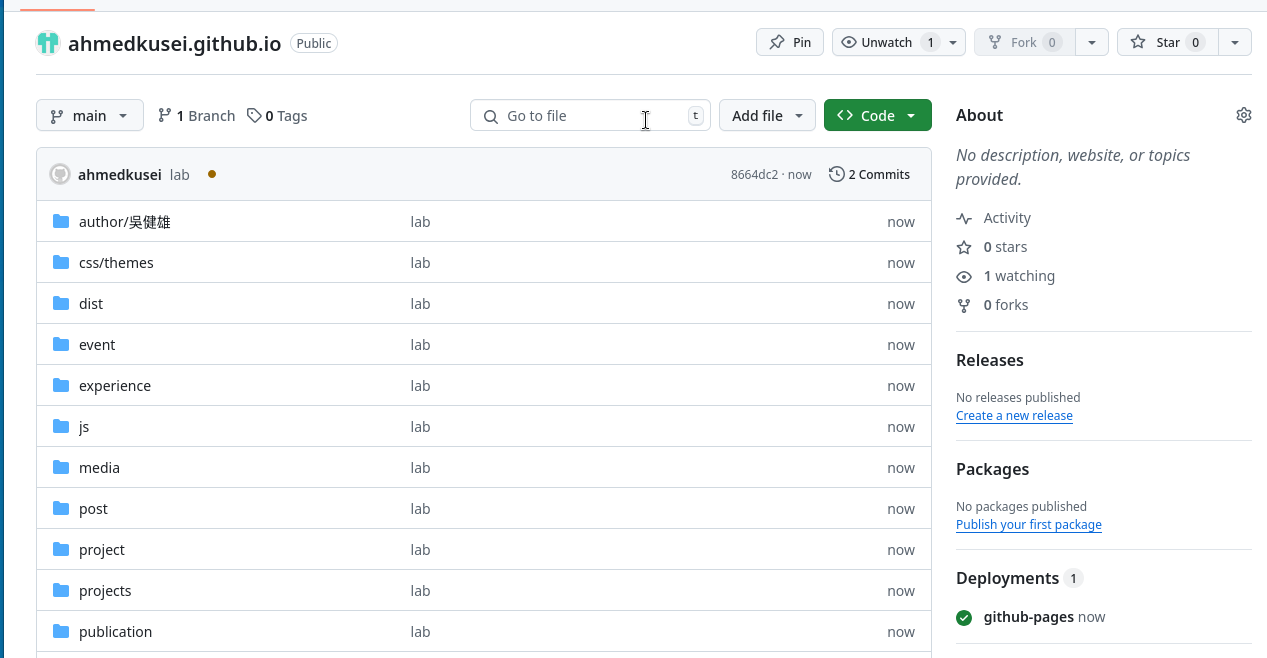 ahmedkusei.github.io Public Pin Unwatch 1 Fork 0 Star 0
main 1 Branch 0 Tags Go to file t Add file Code
ahmedkusei lab 8664dc2 · now 2 Commits
author/吳健雄 lab now
css/themes lab now
dist lab now
event lab now
experience lab now
js lab now
media lab now
post lab now
project lab now
projects lab now
publication lab now
About
No description, website, or topics
provided.
Activity
0 stars
1 watching
0 forks
Releases
No releases published
Create a new release
Packages
No packages published
Publish your first package
Deployments 1
github-pages now